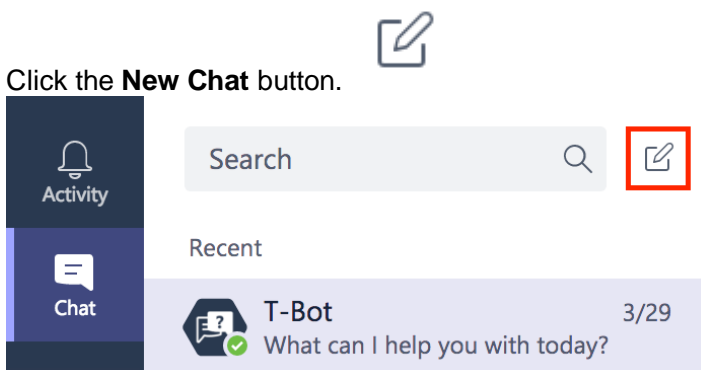 Click the New Chat button.
Search
Activity
Recent
Chat
T-Bot 3/29
What can I help you with today?